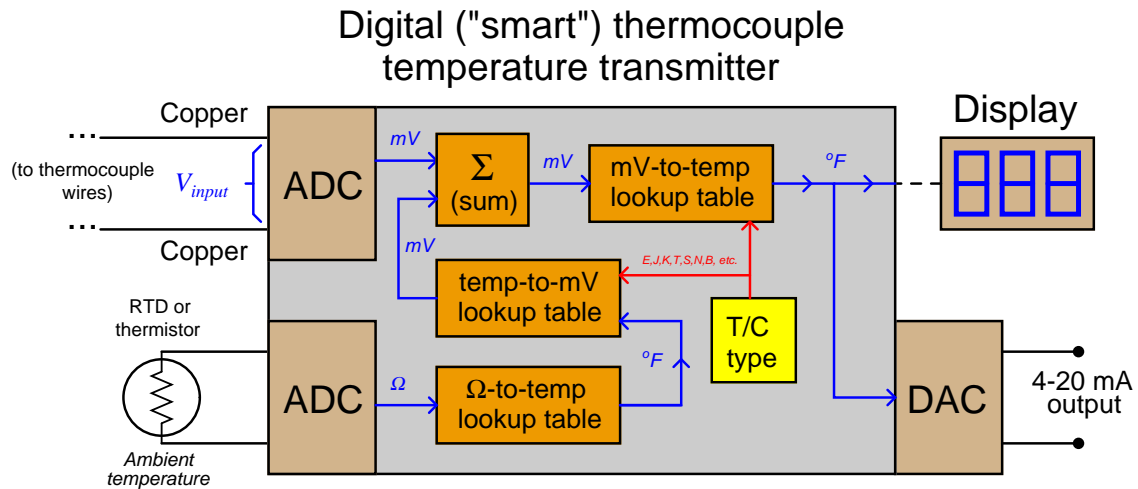 Digital ("smart") thermocouple
temperature transmitter
Copper
...
(to thermocouple
wires)
V input
...
Copper
ADC
mV
Σ
(sum)
mV
mV-to-temp
lookup table
°F
Display
888
mV
temp-to-mV
lookup table
E,J,K,T,S,N,B, etc.
T/C
type
RTD or
thermistor
Ambient
temperature
ADC
Ω
Ω-to-temp
lookup table
°F
DAC
4-20 mA
output